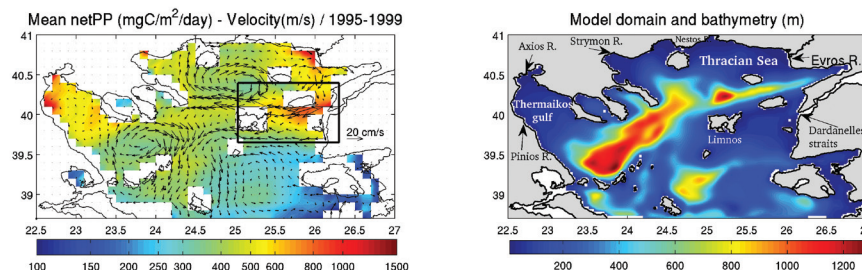 Mean netPP (mgC/m²/day) - Velocity(m/s) / 1995-1999
41
40.5
40
39.5
39
20 cm/s
22.5 23 23.5 24 24.5 25 25.5 26 26.5 27
100 150 200 250 300 400 500 600 800 1000 1500
Model domain and bathymetry (m)
Axios R.
Strymon R.
Nestos R.
Thracian Sea
Evros R.
Thermaikos
gulf
Pinios R.
Limnos
Dardanelles
straits
41
40.5
40
39.5
39
22.5 23 23.5 24 24.5 25 25.5 26 26.5
200 400 600 800 1000 1200